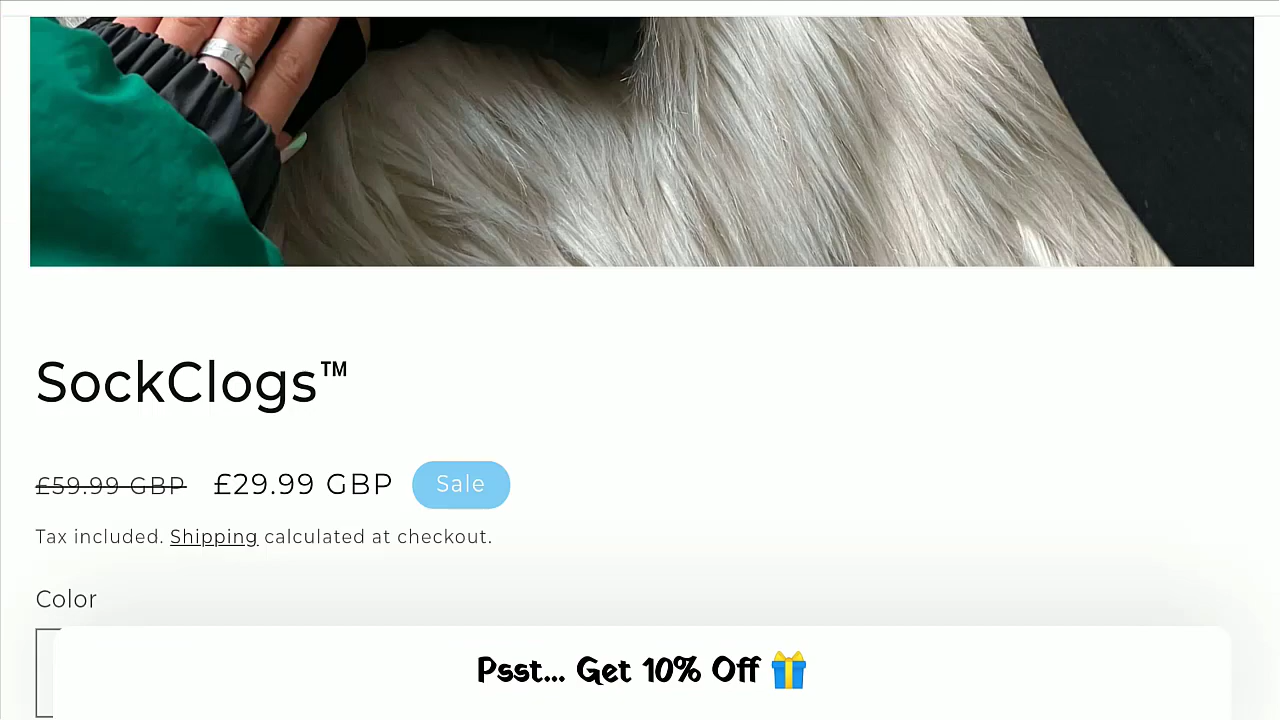 SockClogs™
£59.99 GBP £29.99 GBP Sale
Tax included. Shipping calculated at checkout.
Color
Psst... Get 10% Off 🎁